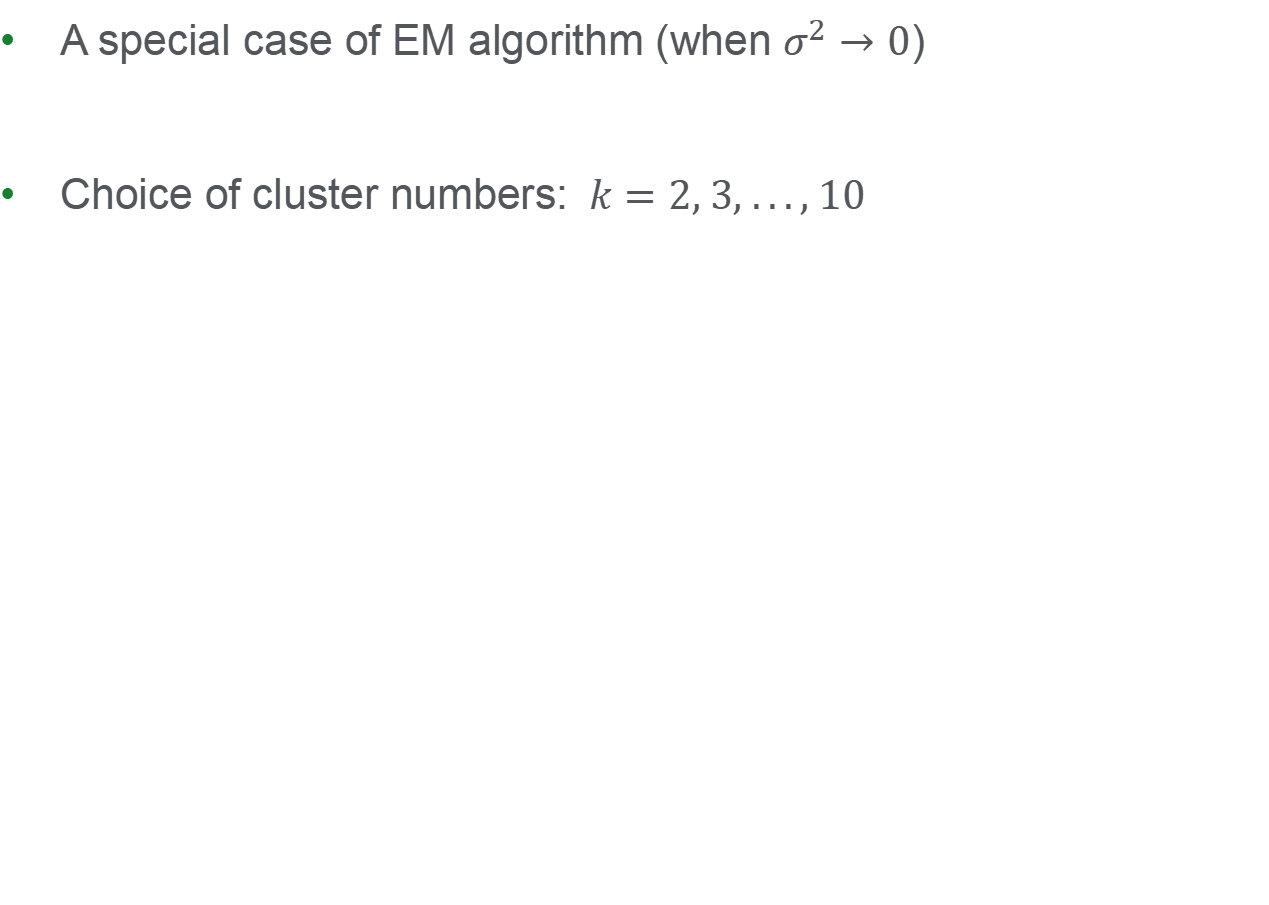 • A special case of EM algorithm (when σ² → 0)
• Choice of cluster numbers: k = 2, 3, . . . , 10